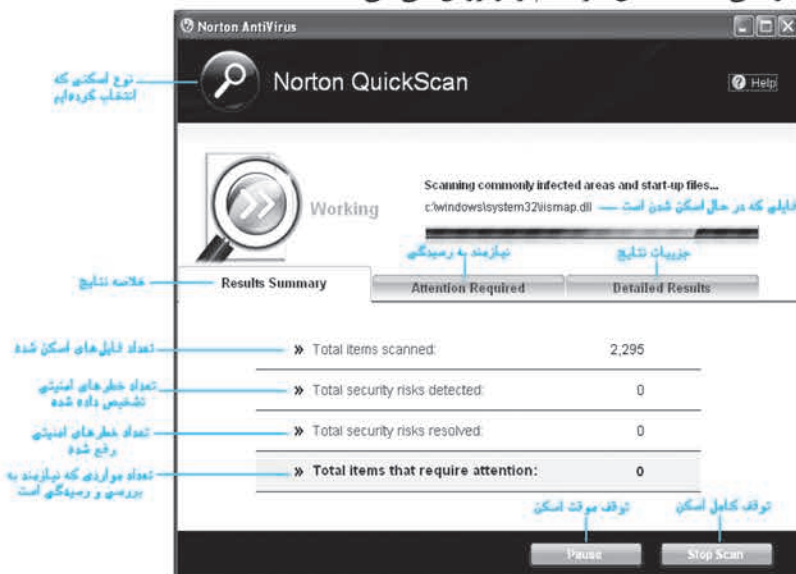 Norton AntiVirus
Norton QuickScan
Help
نوع اسکنی که
انتخاب کرده‌ایم
Working
Scanning commonly infected areas and start-up files...
c:\windows\system32\iismap.dll
فایلی که در حال اسکن شدن است
نیازمند به رسیدگی
جزییات نتایج
خلاصه نتایج
Results Summary
Attention Required
Detailed Results
تعداد فایل‌های اسکن شده
» Total items scanned: 2,295
تعداد خطرهای امنیتی
تشخیص داده شده
» Total security risks detected: 0
تعداد خطرهای امنیتی
رفع شده
» Total security risks resolved: 0
تعداد مواردی که نیازمند به
بررسی و رسیدگی است
» Total items that require attention: 0
توقف موقت اسکن
توقف کامل اسکن
Pause
Stop Scan